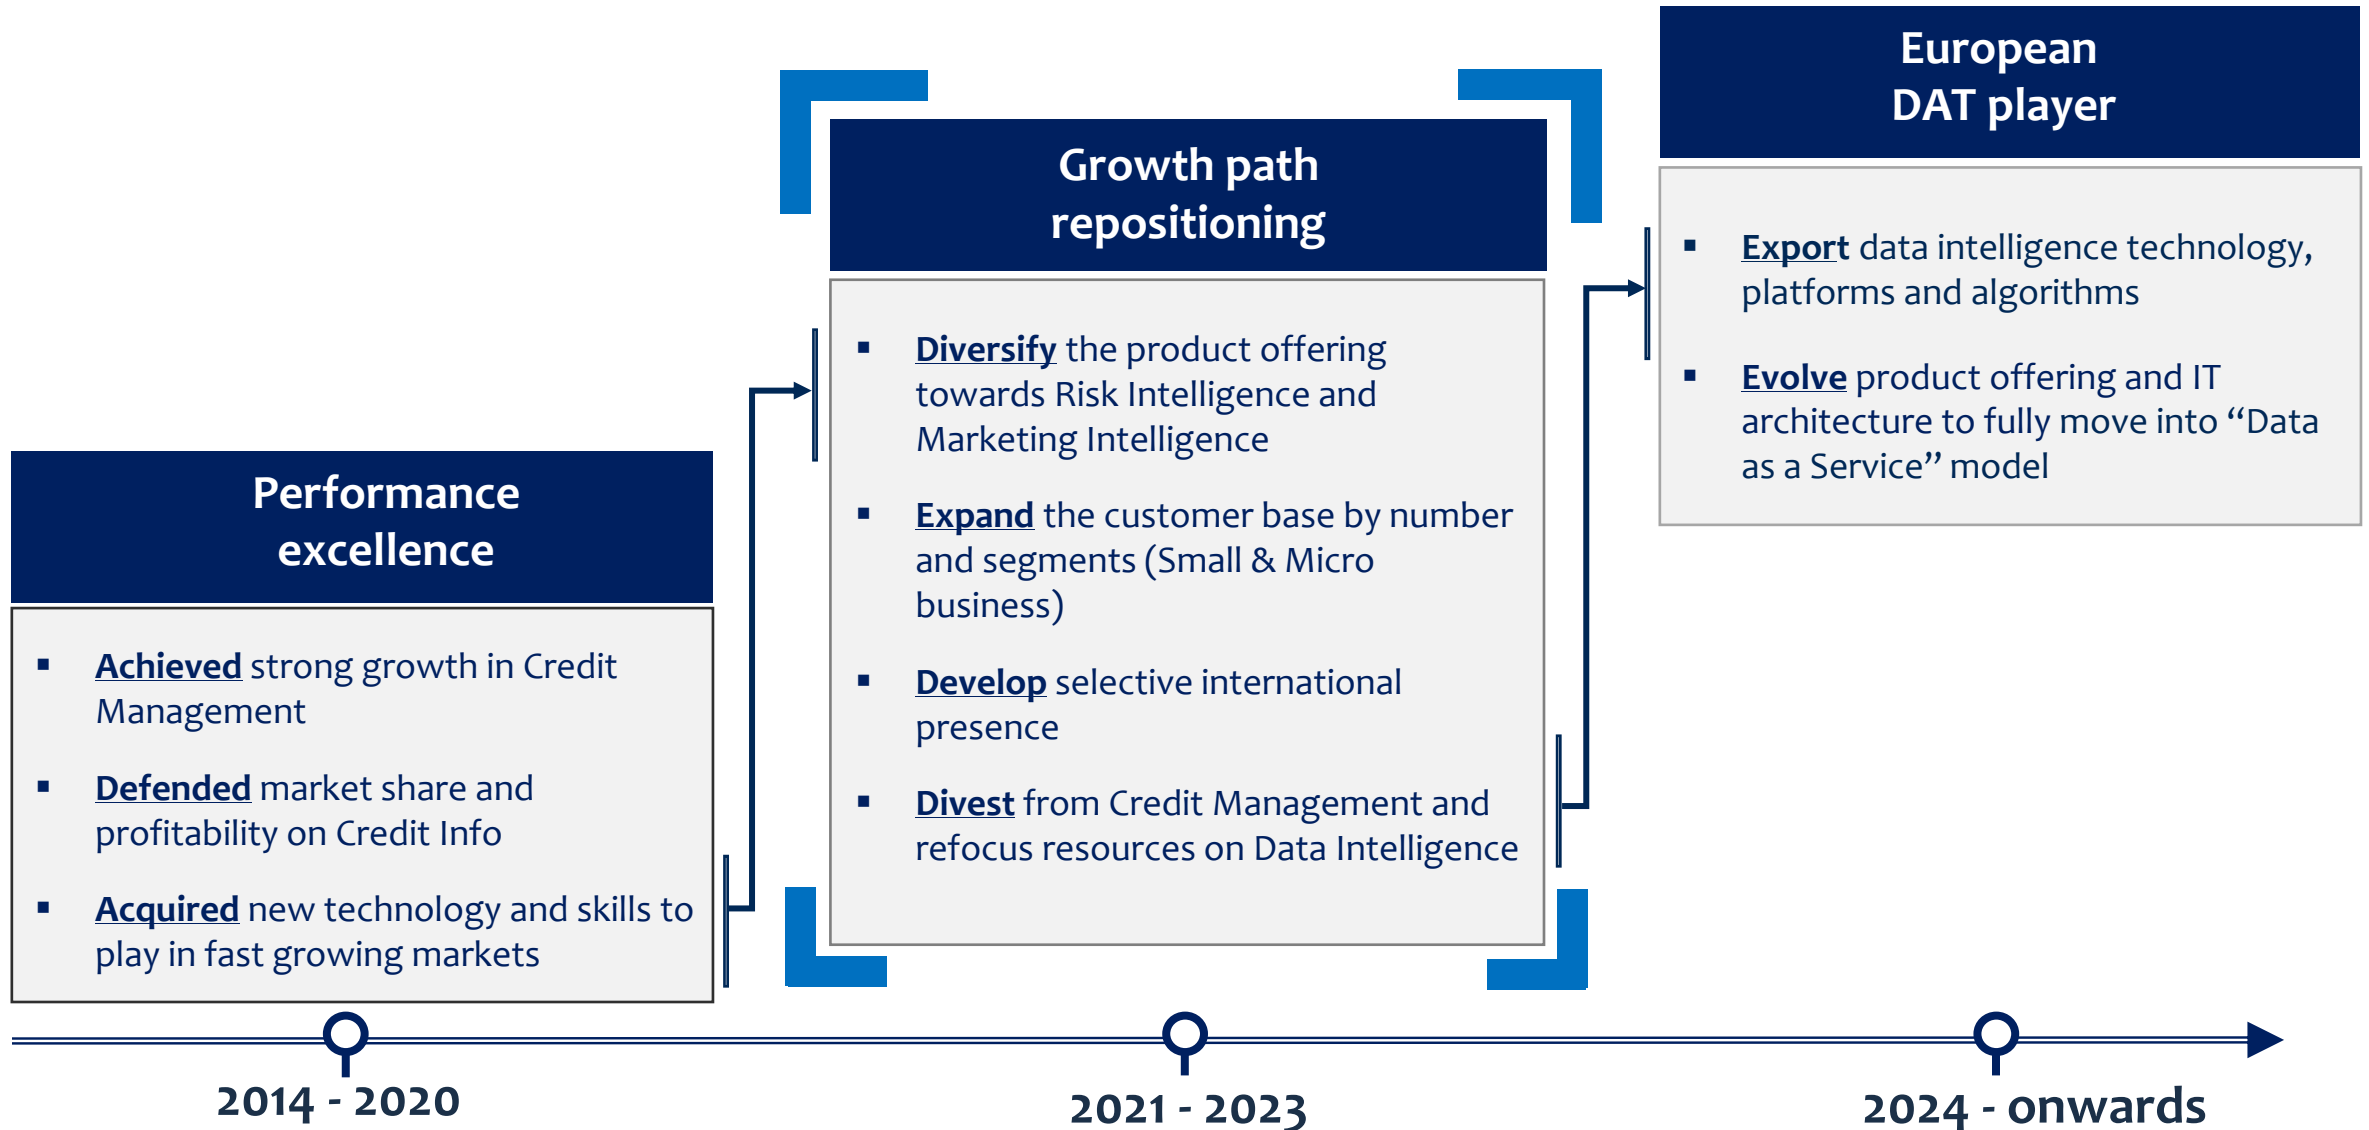 Performance
excellence
▪ Achieved strong growth in Credit
Management
▪ Defended market share and
profitability on Credit Info
▪ Acquired new technology and skills to
play in fast growing markets
2014 - 2020
Growth path
repositioning
▪ Diversify the product offering
towards Risk Intelligence and
Marketing Intelligence
▪ Expand the customer base by number
and segments (Small & Micro
business)
▪ Develop selective international
presence
▪ Divest from Credit Management and
refocus resources on Data Intelligence
2021 - 2023
European
DAT player
▪ Export data intelligence technology,
platforms and algorithms
▪ Evolve product offering and IT
architecture to fully move into “Data
as a Service” model
2024 - onwards